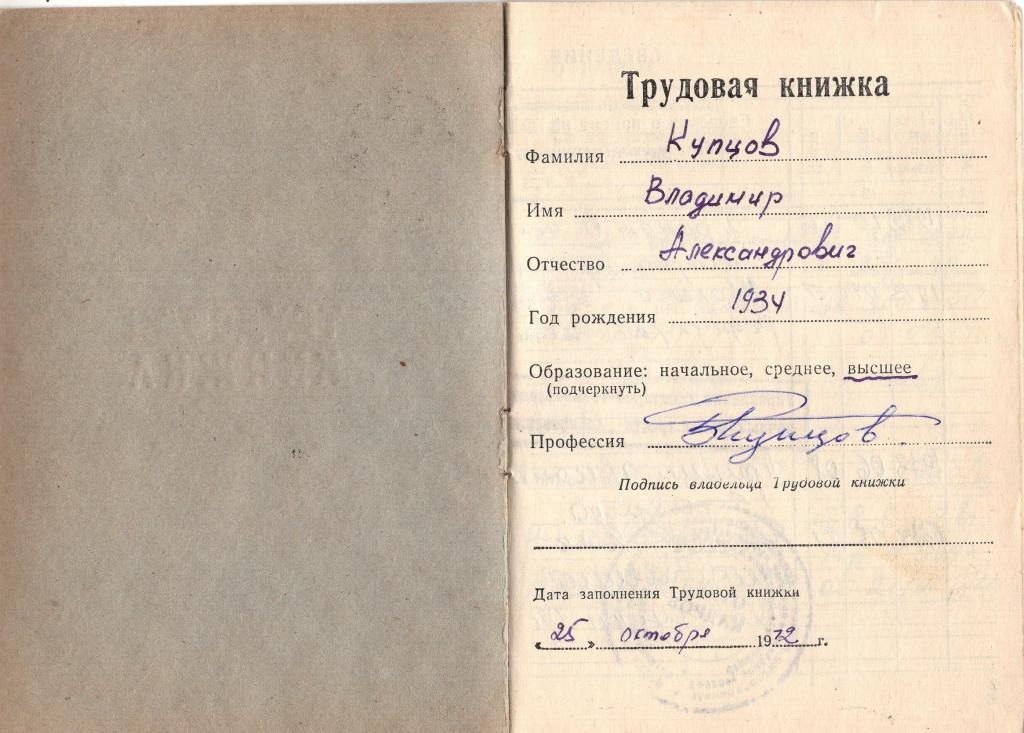 Трудовая книжка
Фамилия Купцов
Имя Владимир
Отчество Александрович
Год рождения 1934
Образование: начальное, среднее, высшее
(подчеркнуть)
Профессия ВКупцов
Подпись владельца Трудовой книжки
Дата заполнения Трудовой книжки
"25" октября 1972 г.